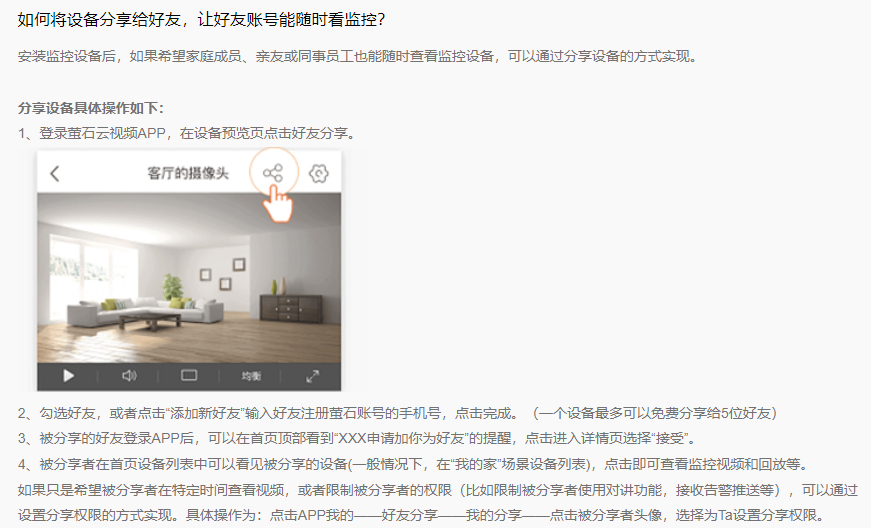 如何将设备分享给好友，让好友账号能随时看监控？
安装监控设备后，如果希望家庭成员、亲友或同事员工也能随时查看监控设备，可以通过分享设备的方式实现。
分享设备具体操作如下：
1、登录萤石云视频APP，在设备预览页点击好友分享。
客厅的摄像头
均衡
2、勾选好友，或者点击“添加新好友”输入好友注册萤石账号的手机号，点击完成。（一个设备最多可以免费分享给5位好友）
3、被分享的好友登录APP后，可以在首页顶部看到“XXX申请加你为好友”的提醒，点击进入详情页选择“接受”。
4、被分享者在首页设备列表中可以看见被分享的设备(一般情况下，在“我的家”场景设备列表)，点击即可查看监控视频和回放等。
如果只是希望被分享者在特定时间查看视频，或者限制被分享者的权限（比如限制被分享者使用对讲功能，接收告警推送等），可以通过
设置分享权限的方式实现。具体操作为：点击APP我的——好友分享——我的分享——点击被分享者头像，选择为Ta设置分享权限。